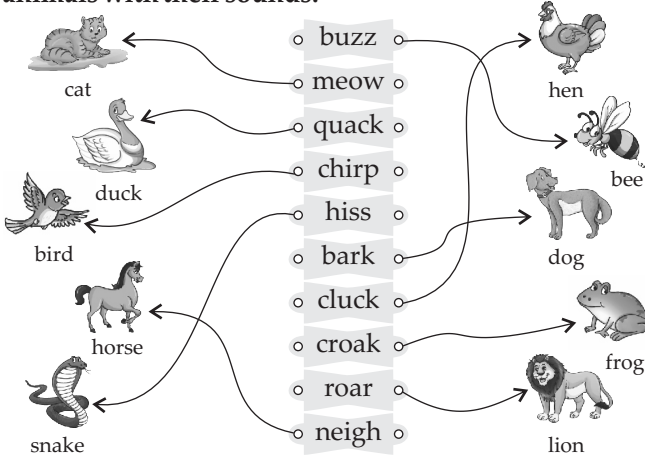 animals with their sounds.
buzz
meow
quack
chirp
hiss
bark
cluck
croak
roar
neigh
cat
duck
bird
horse
snake
hen
bee
dog
frog
lion